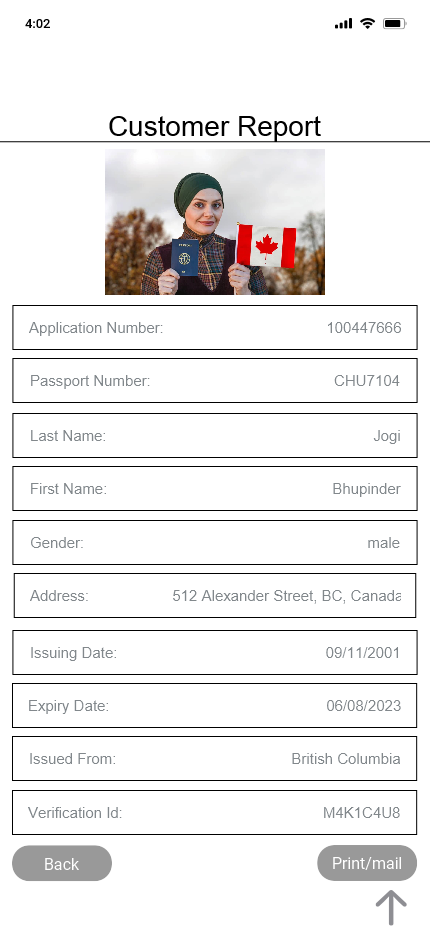 4:02
Customer Report
Application Number: 100447666
Passport Number: CHU7104
Last Name: Jogi
First Name: Bhupinder
Gender: male
Address: 512 Alexander Street, BC, Canada
Issuing Date: 09/11/2001
Expiry Date: 06/08/2023
Issued From: British Columbia
Verification Id: M4K1C4U8
Back Print/mail